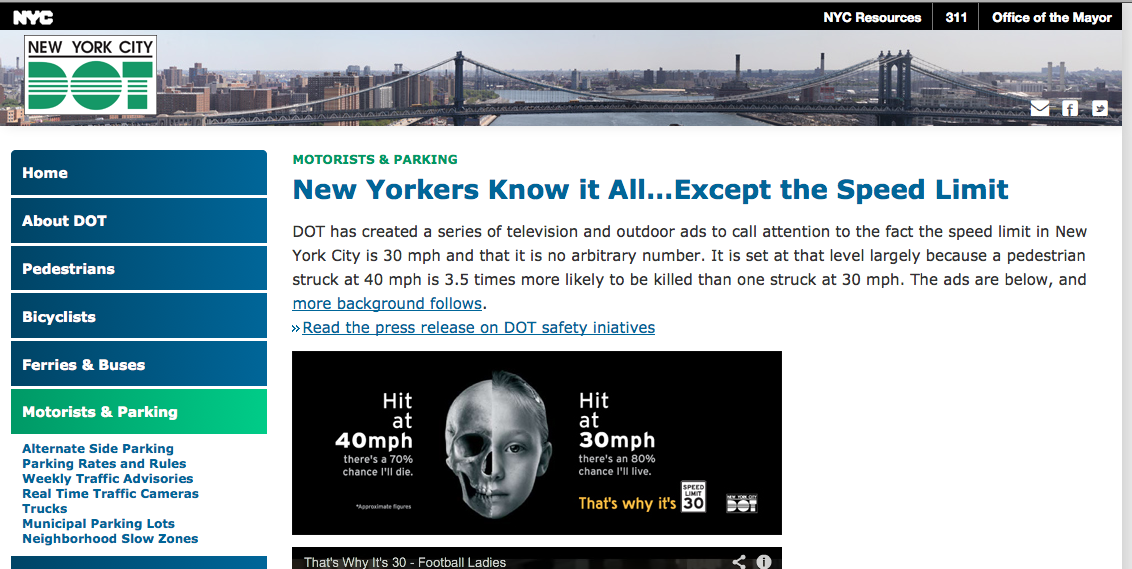 NYC
NYC Resources
311
Office of the Mayor
NEW YORK CITY
DOT
Home
About DOT
Pedestrians
Bicyclists
Ferries & Buses
Motorists & Parking
Alternate Side Parking
Parking Rates and Rules
Weekly Traffic Advisories
Real Time Traffic Cameras
Trucks
Municipal Parking Lots
Neighborhood Slow Zones
MOTORISTS & PARKING
New Yorkers Know it All...Except the Speed Limit
DOT has created a series of television and outdoor ads to call attention to the fact the speed limit in New
York City is 30 mph and that it is no arbitrary number. It is set at that level largely because a pedestrian
struck at 40 mph is 3.5 times more likely to be killed than one struck at 30 mph. The ads are below, and
more background follows.
»Read the press release on DOT safety iniatives
Hit
at
40mph
there's a 70%
chance I'll die.
*Approximate figures
Hit
at
30mph
there's an 80%
chance I'll live.
That's why it's
SPEED
LIMIT
30
NEW YORK CITY
DOT
That's Why It's 30 - Football Ladies